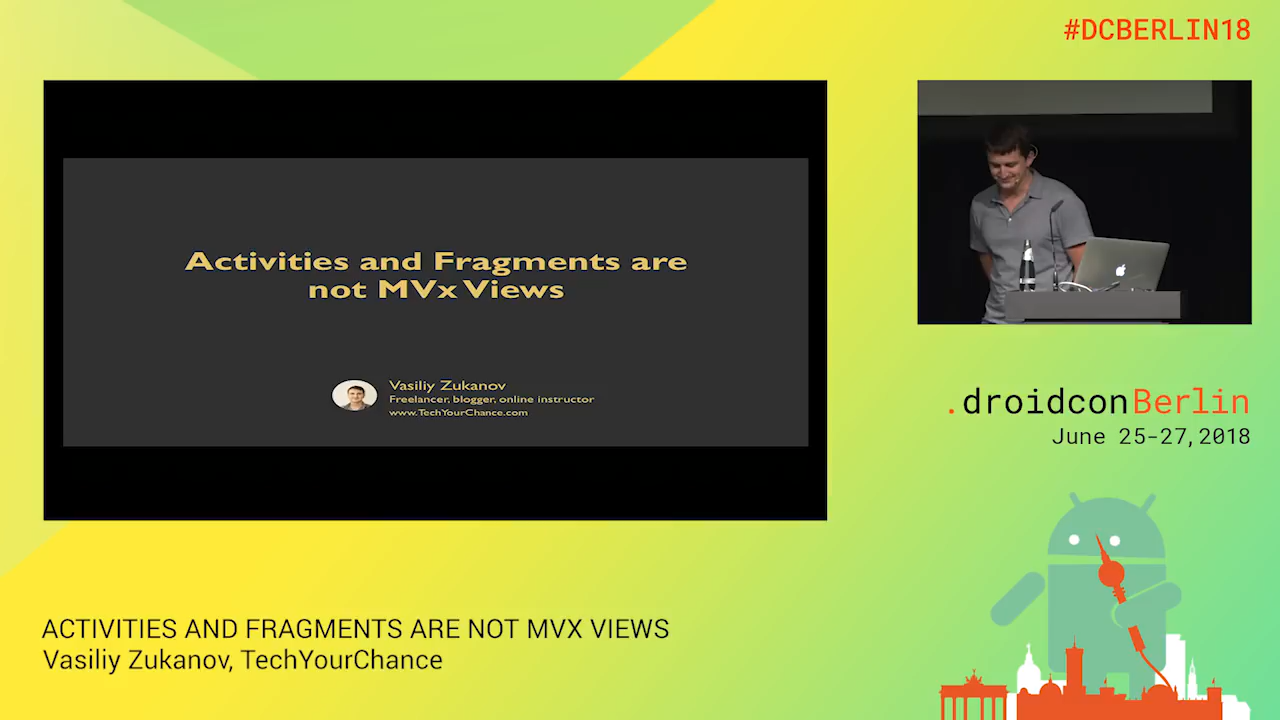 #DCBERLIN18
Activities and Fragments are
not MVx Views
Vasiliy Zukanov
Freelancer, blogger, online instructor
www.TechYourChance.com
.droidconBerlin
June 25-27,2018
ACTIVITIES AND FRAGMENTS ARE NOT MVX VIEWS
Vasiliy Zukanov, TechYourChance